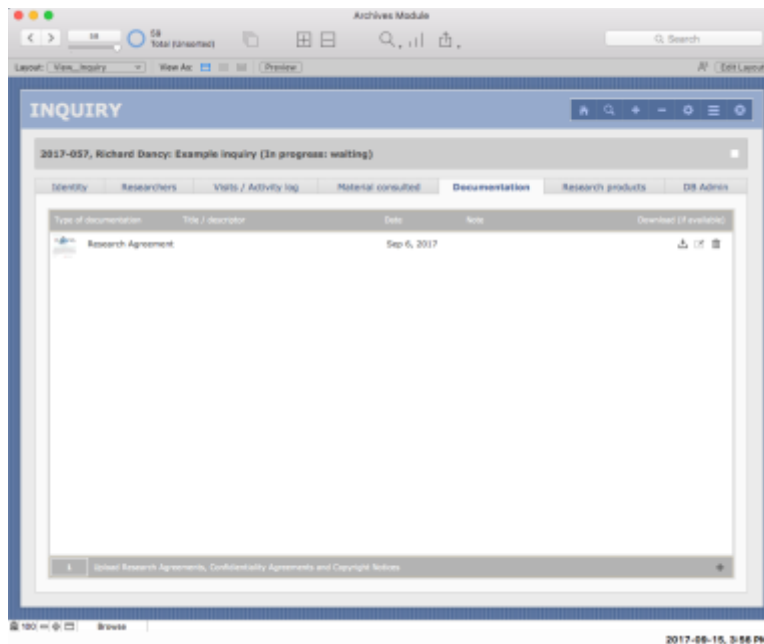 Archives Module
58
58
Total (Unsorted)
Search
Layout: View_Inquiry View As: Preview Edit Layout
INQUIRY
2017-057, Richard Dancy: Example inquiry (In progress: waiting)
Identity Researchers Visits / Activity log Material consulted Documentation Research products DB Admin
Type of documentation Title / descriptor Date Note Download (if available)
Research Agreement Sep 6, 2017
1 Upload Research Agreements, Confidentiality Agreements and Copyright Notices
100 Browse
2017-09-15, 3:56 PM